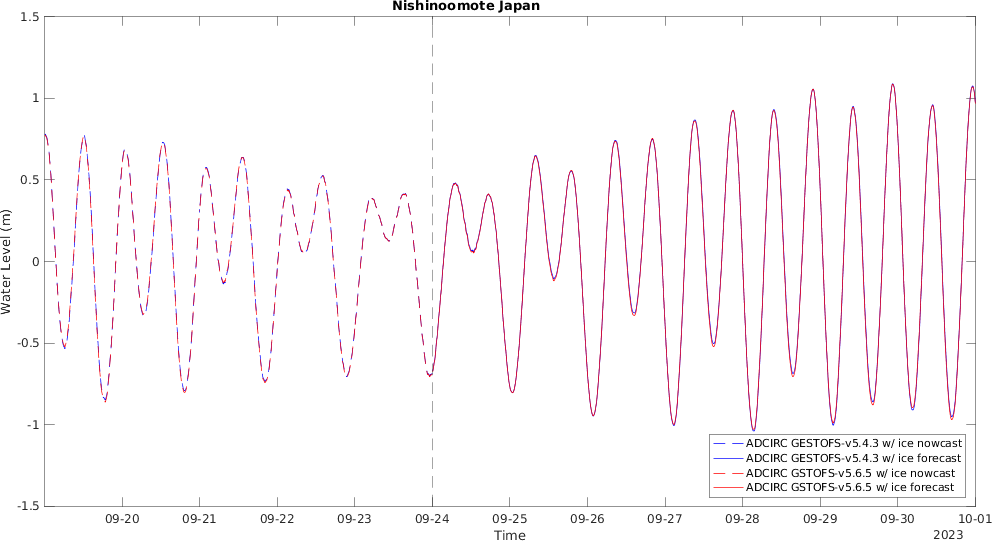 Nishinoomote Japan
1.5
1
0.5
0
-0.5
-1
-1.5
Water Level (m)
09-20 09-21 09-22 09-23 09-24 09-25 09-26 09-27 09-28 09-29 09-30 10-01
Time
2023
ADCIRC GESTOFS-v5.4.3 w/ ice nowcast
ADCIRC GESTOFS-v5.4.3 w/ ice forecast
ADCIRC GSTOFS-v5.6.5 w/ ice nowcast
ADCIRC GSTOFS-v5.6.5 w/ ice forecast